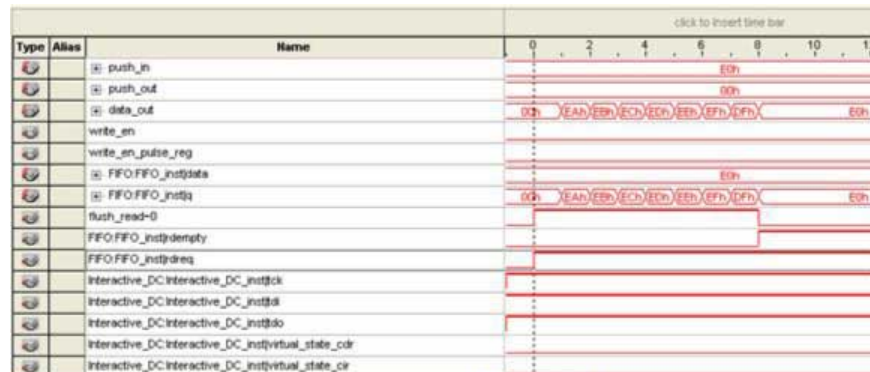 click to insert time bar
Type Alias Name 0 2 4 6 8 10 1
push_in E0h
push_out 00h
data_out 00h EAh EBh ECh EDh EEh EFh DFh E0h
write_en
write_en_pulse_reg
FIFO:FIFO_inst|data E0h
FIFO:FIFO_inst|q 00h EAh EBh ECh EDh EEh EFh DFh E0h
flush_read~0
FIFO:FIFO_inst|rdempty
FIFO:FIFO_inst|rdreq
Interactive_DC:Interactive_DC_inst|tck
Interactive_DC:Interactive_DC_inst|tdi
Interactive_DC:Interactive_DC_inst|tdo
Interactive_DC:Interactive_DC_inst|virtual_state_cdr
Interactive_DC:Interactive_DC_inst|virtual_state_cir